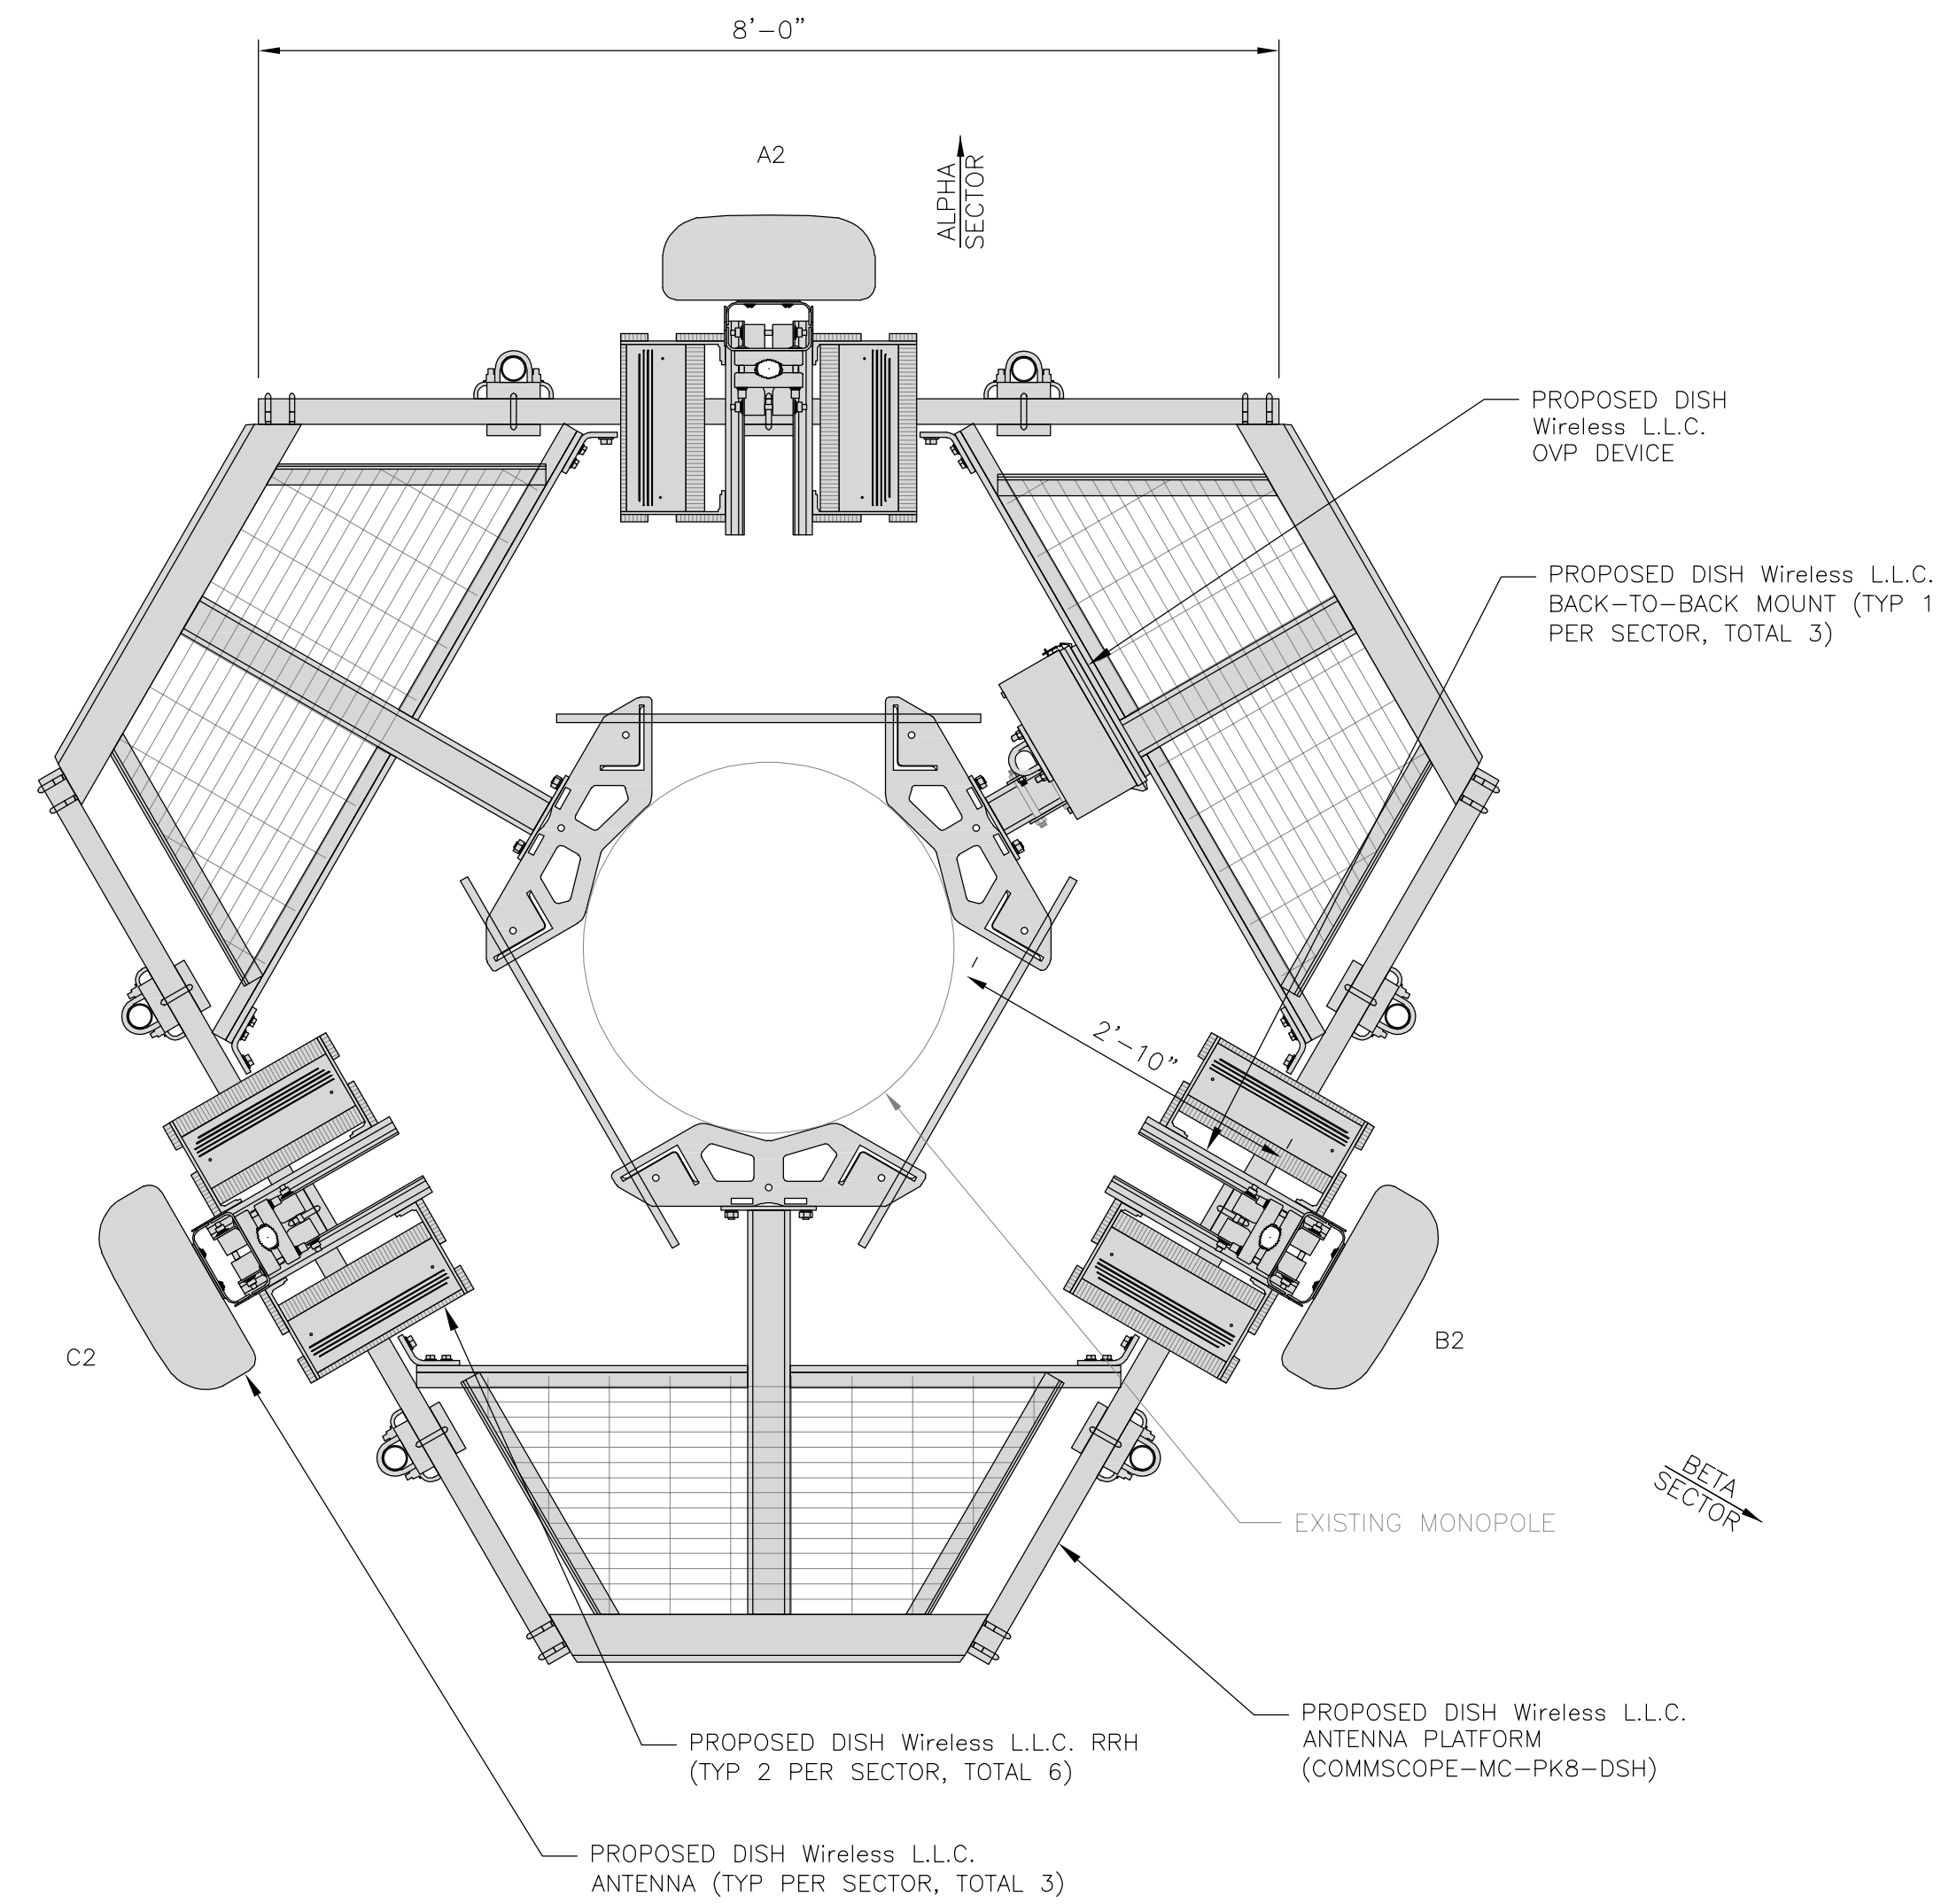 8'-0"
A2
ALPHA
SECTOR
PROPOSED DISH
Wireless L.L.C.
OVP DEVICE
PROPOSED DISH Wireless L.L.C.
BACK-TO-BACK MOUNT (TYP 1
PER SECTOR, TOTAL 3)
2'-10"
C2
B2
BETA
SECTOR
EXISTING MONOPOLE
PROPOSED DISH Wireless L.L.C.
ANTENNA PLATFORM
(COMMSCOPE-MC-PK8-DSH)
PROPOSED DISH Wireless L.L.C. RRH
(TYP 2 PER SECTOR, TOTAL 6)
PROPOSED DISH Wireless L.L.C.
ANTENNA (TYP PER SECTOR, TOTAL 3)